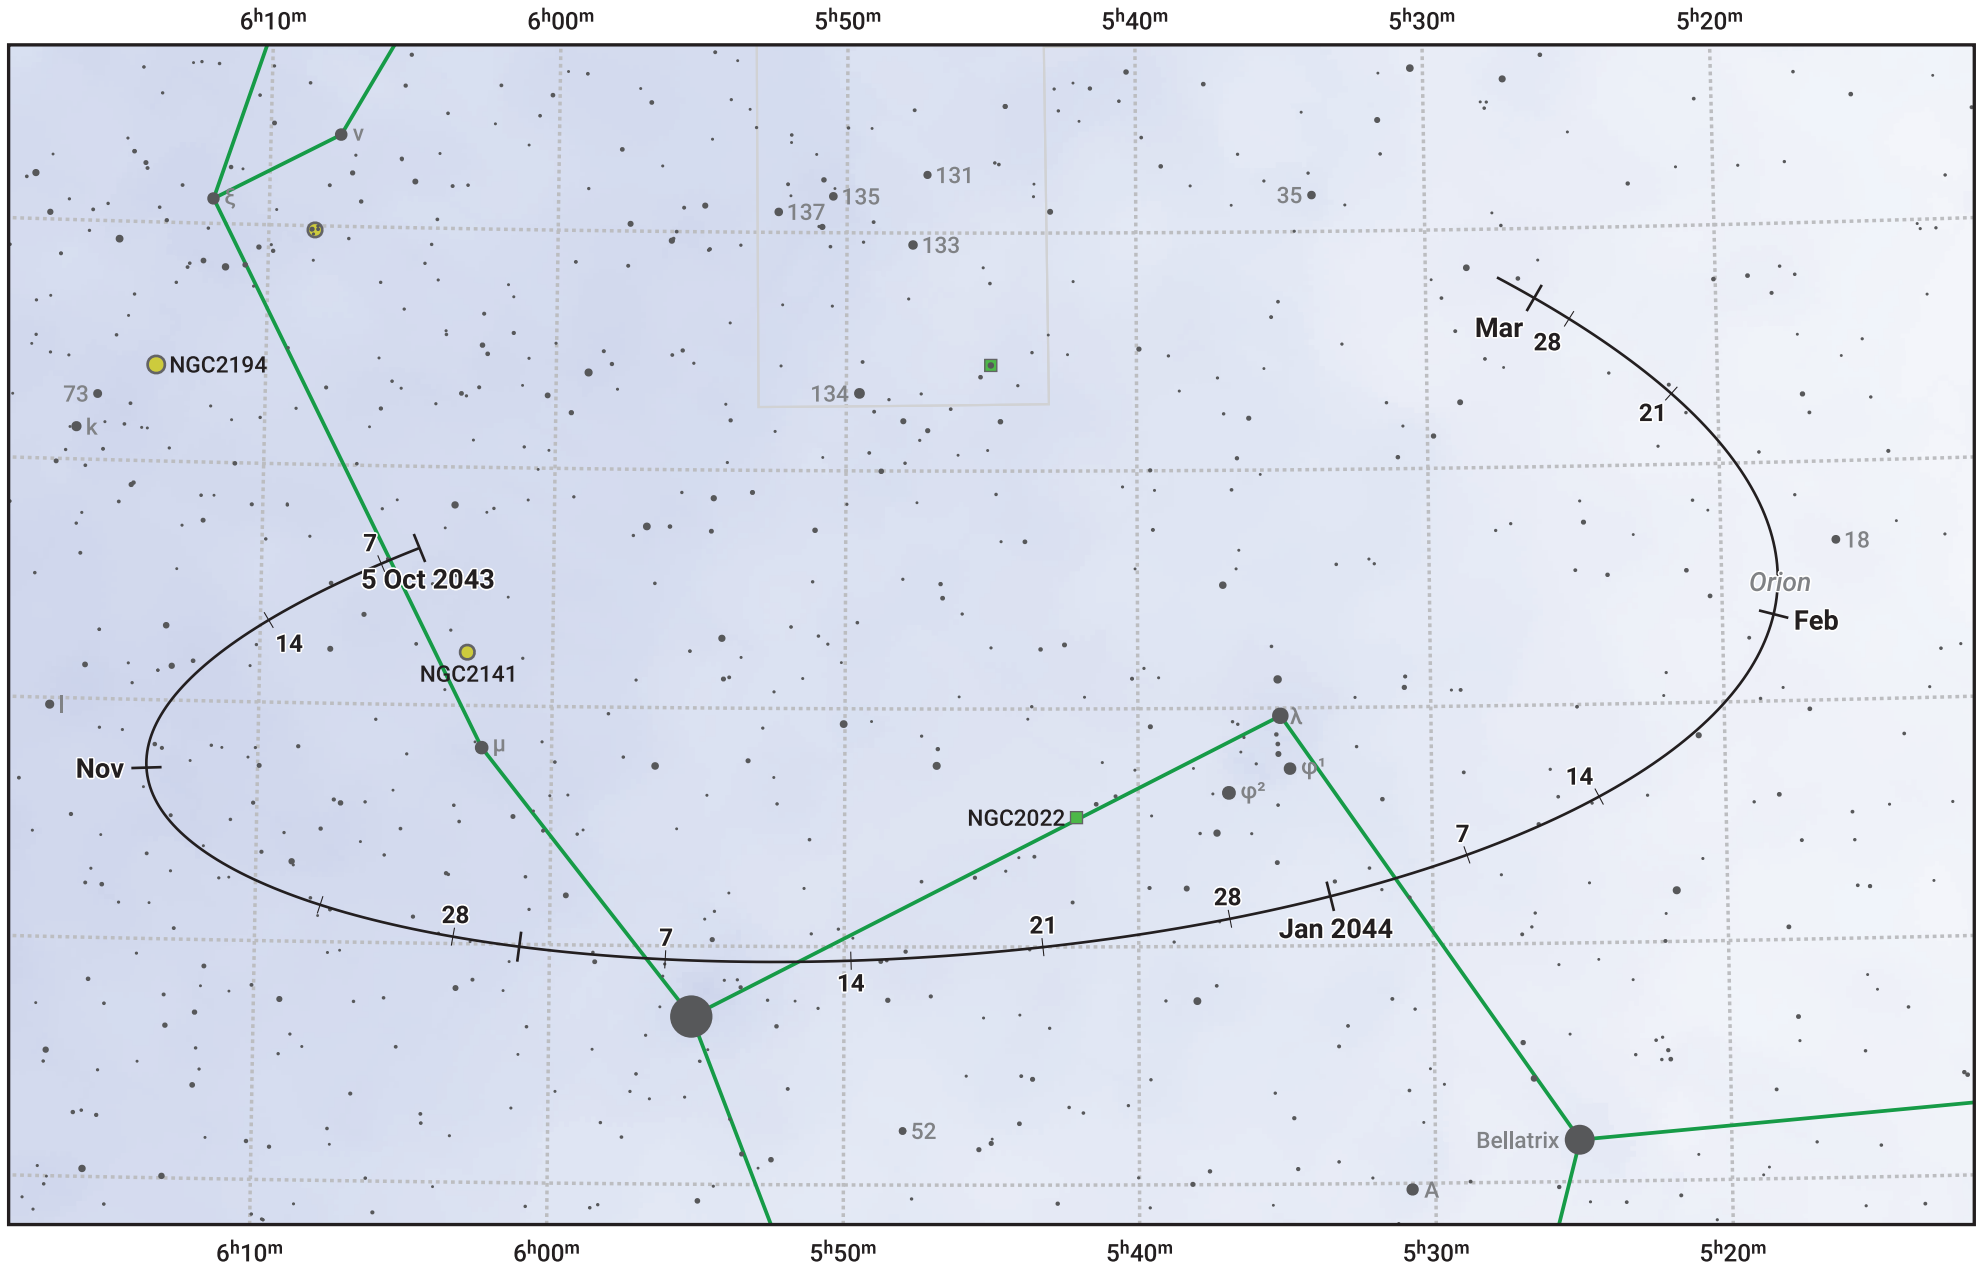 6ʰ10ᵐ 6ʰ00ᵐ 5ʰ50ᵐ 5ʰ40ᵐ 5ʰ30ᵐ 5ʰ20ᵐ
ν
131
135
35
ξ
137
133
Mar
28
NGC2194
73
134
21
k
7
18
5 Oct 2043
Orion
14
Feb
NGC2141
l
λ
μ
φ¹
Nov
14
φ²
NGC2022
7
28
28
21
Jan 2044
7
14
52
Bellatrix
A
6ʰ10ᵐ 6ʰ00ᵐ 5ʰ50ᵐ 5ʰ40ᵐ 5ʰ30ᵐ 5ʰ20ᵐ